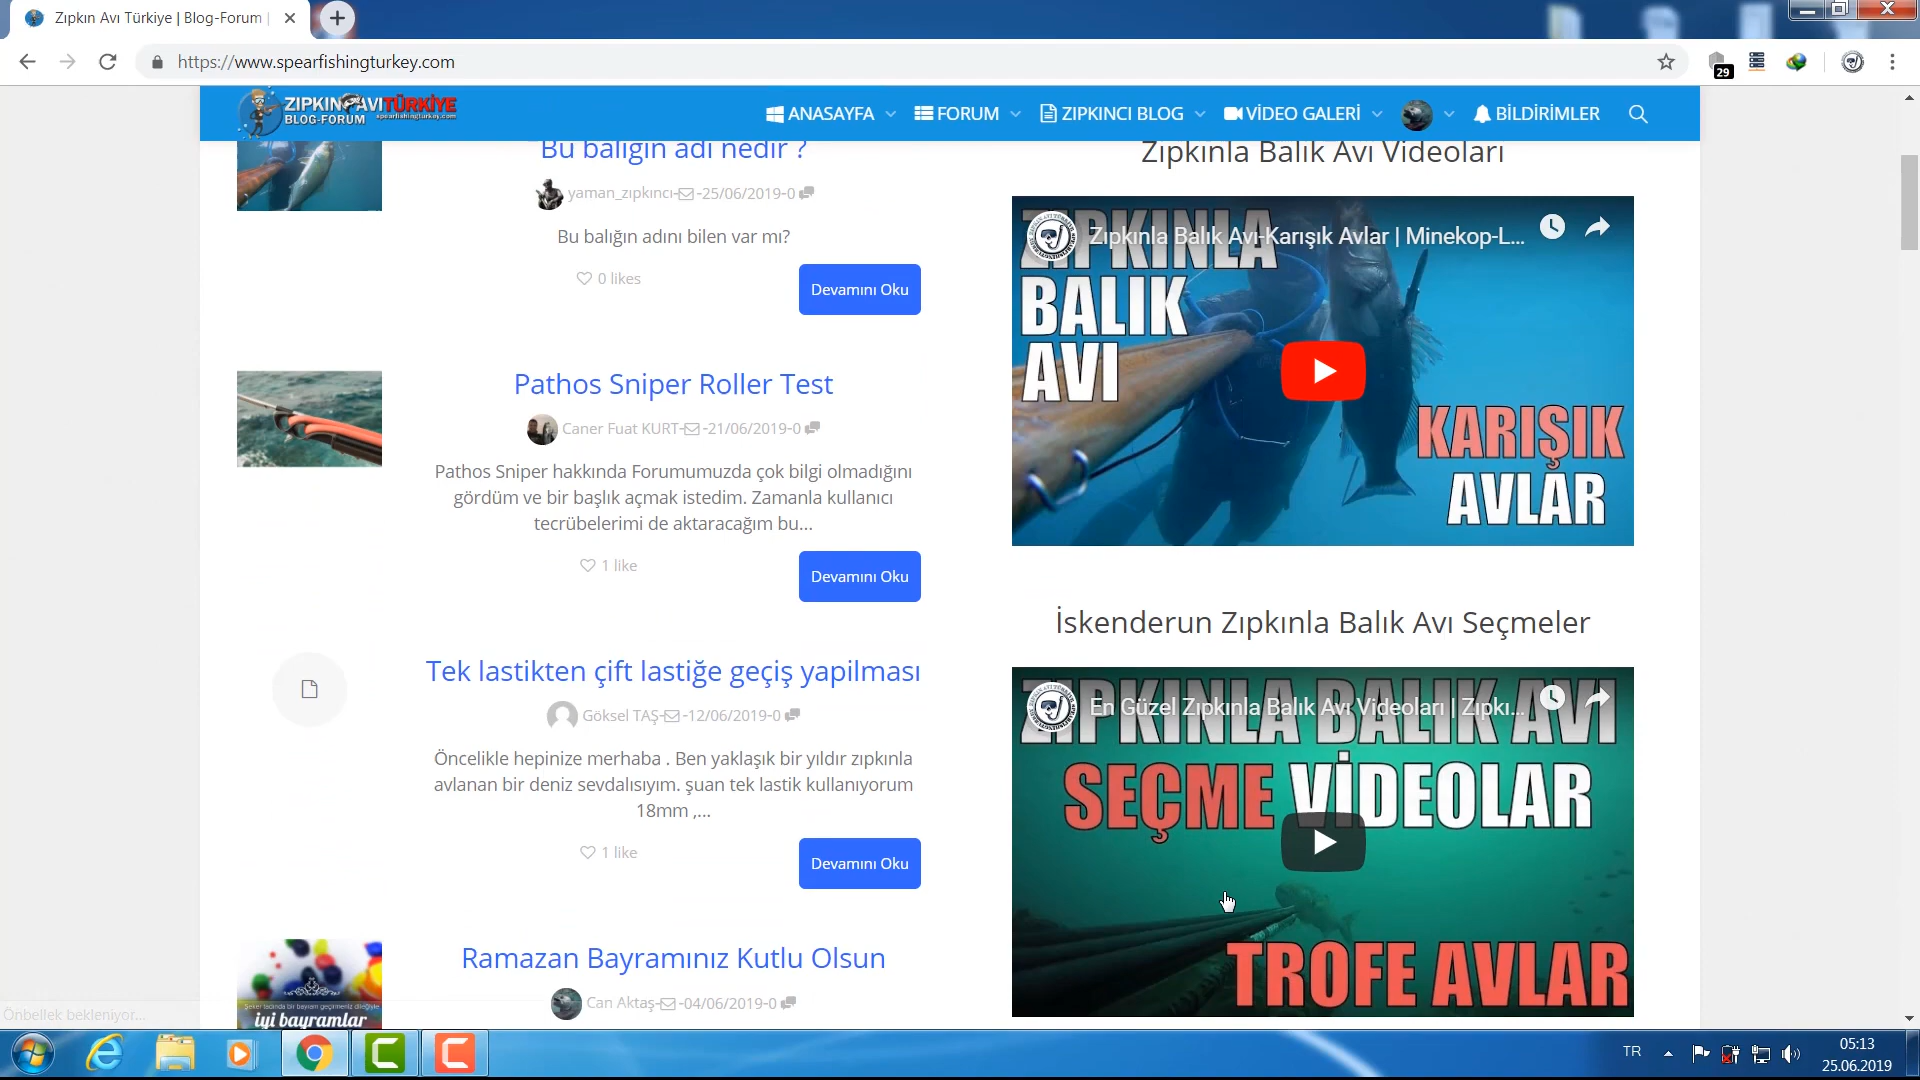 Zıpkın Avı Türkiye | Blog-Forum |
https://www.spearfishingturkey.com
29
ZIPKIN AVI TÜRKİYE
BLOG-FORUM spearfishingturkey.com
ANASAYFA
FORUM
ZIPKINCI BLOG
VİDEO GALERİ
BİLDİRİMLER
Bu balığın adı nedir ?
yaman_zıpkıncı- -25/06/2019-0
Bu balığın adını bilen var mı?
0 likes
Devamını Oku
Pathos Sniper Roller Test
Caner Fuat KURT- -21/06/2019-0
Pathos Sniper hakkında Forumumuzda çok bilgi olmadığını
gördüm ve bir başlık açmak istedim. Zamanla kullanıcı
tecrübelerimi de aktaracağım bu...
1 like
Devamını Oku
Tek lastikten çift lastiğe geçiş yapilması
Göksel TAŞ- -12/06/2019-0
Öncelikle hepinize merhaba . Ben yaklaşık bir yıldır zıpkınla
avlanan bir deniz sevdalısıyım. şuan tek lastik kullanıyorum
18mm ,...
1 like
Devamını Oku
Ramazan Bayramınız Kutlu Olsun
Can Aktaş- -04/06/2019-0
iyi bayramlar
Zıpkınla Balık Avı Videoları
Zıpkınla Balık Avı-Karışık Avlar | Minekop-L...
ZIPKINLA
BALIK
AVI
KARIŞIK
AVLAR
İskenderun Zıpkınla Balık Avı Seçmeler
En Güzel Zıpkınla Balık Avı Videoları | Zıpkı...
ZIPKINLA BALIK AVI
SEÇME VİDEOLAR
TROFE AVLAR
Önbellek bekleniyor...
TR
05:13
25.06.2019